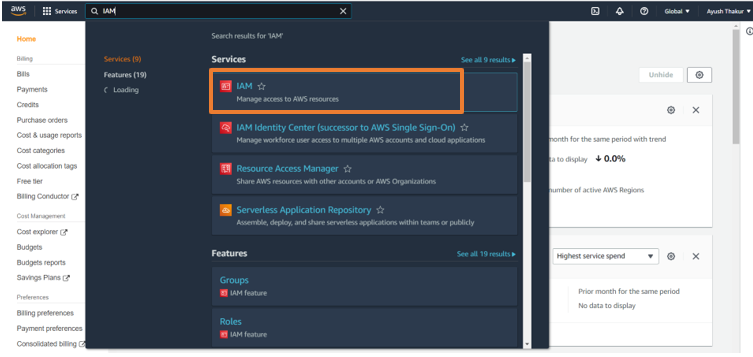 aws
Services
IAM
Global ▼
Ayush Thakur ▼
Home
Billing
Bills
Payments
Credits
Purchase orders
Cost & usage reports
Cost categories
Cost allocation tags
Free tier
Billing Conductor
Cost Management
Cost explorer
Budgets
Budgets reports
Savings Plans
Preferences
Billing preferences
Payment preferences
Consolidated billing
Services (9)
Features (19)
Loading
Search results for 'IAM'
Services
See all 9 results ▶
IAM
Manage access to AWS resources
IAM Identity Center (successor to AWS Single Sign-On)
Manage workforce user access to multiple AWS accounts and cloud applications
Resource Access Manager
Share AWS resources with other accounts or AWS Organizations
Serverless Application Repository
Assemble, deploy, and share serverless applications within teams or publicly
Features
See all 19 results ▶
Groups
IAM feature
Roles
IAM feature
Unhide
month for the same period with trend
ta to display
0.0%
number of active AWS Regions
Highest service spend ▼
Prior month for the same period
No data to display